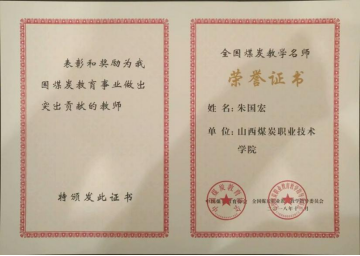 表彰和奖励为我
国煤炭教育事业做出
突出贡献的教师
特颁发此证书
全国煤炭教学名师
荣誉证书
姓名：朱国宏
单位：山西煤炭职业技术
学院